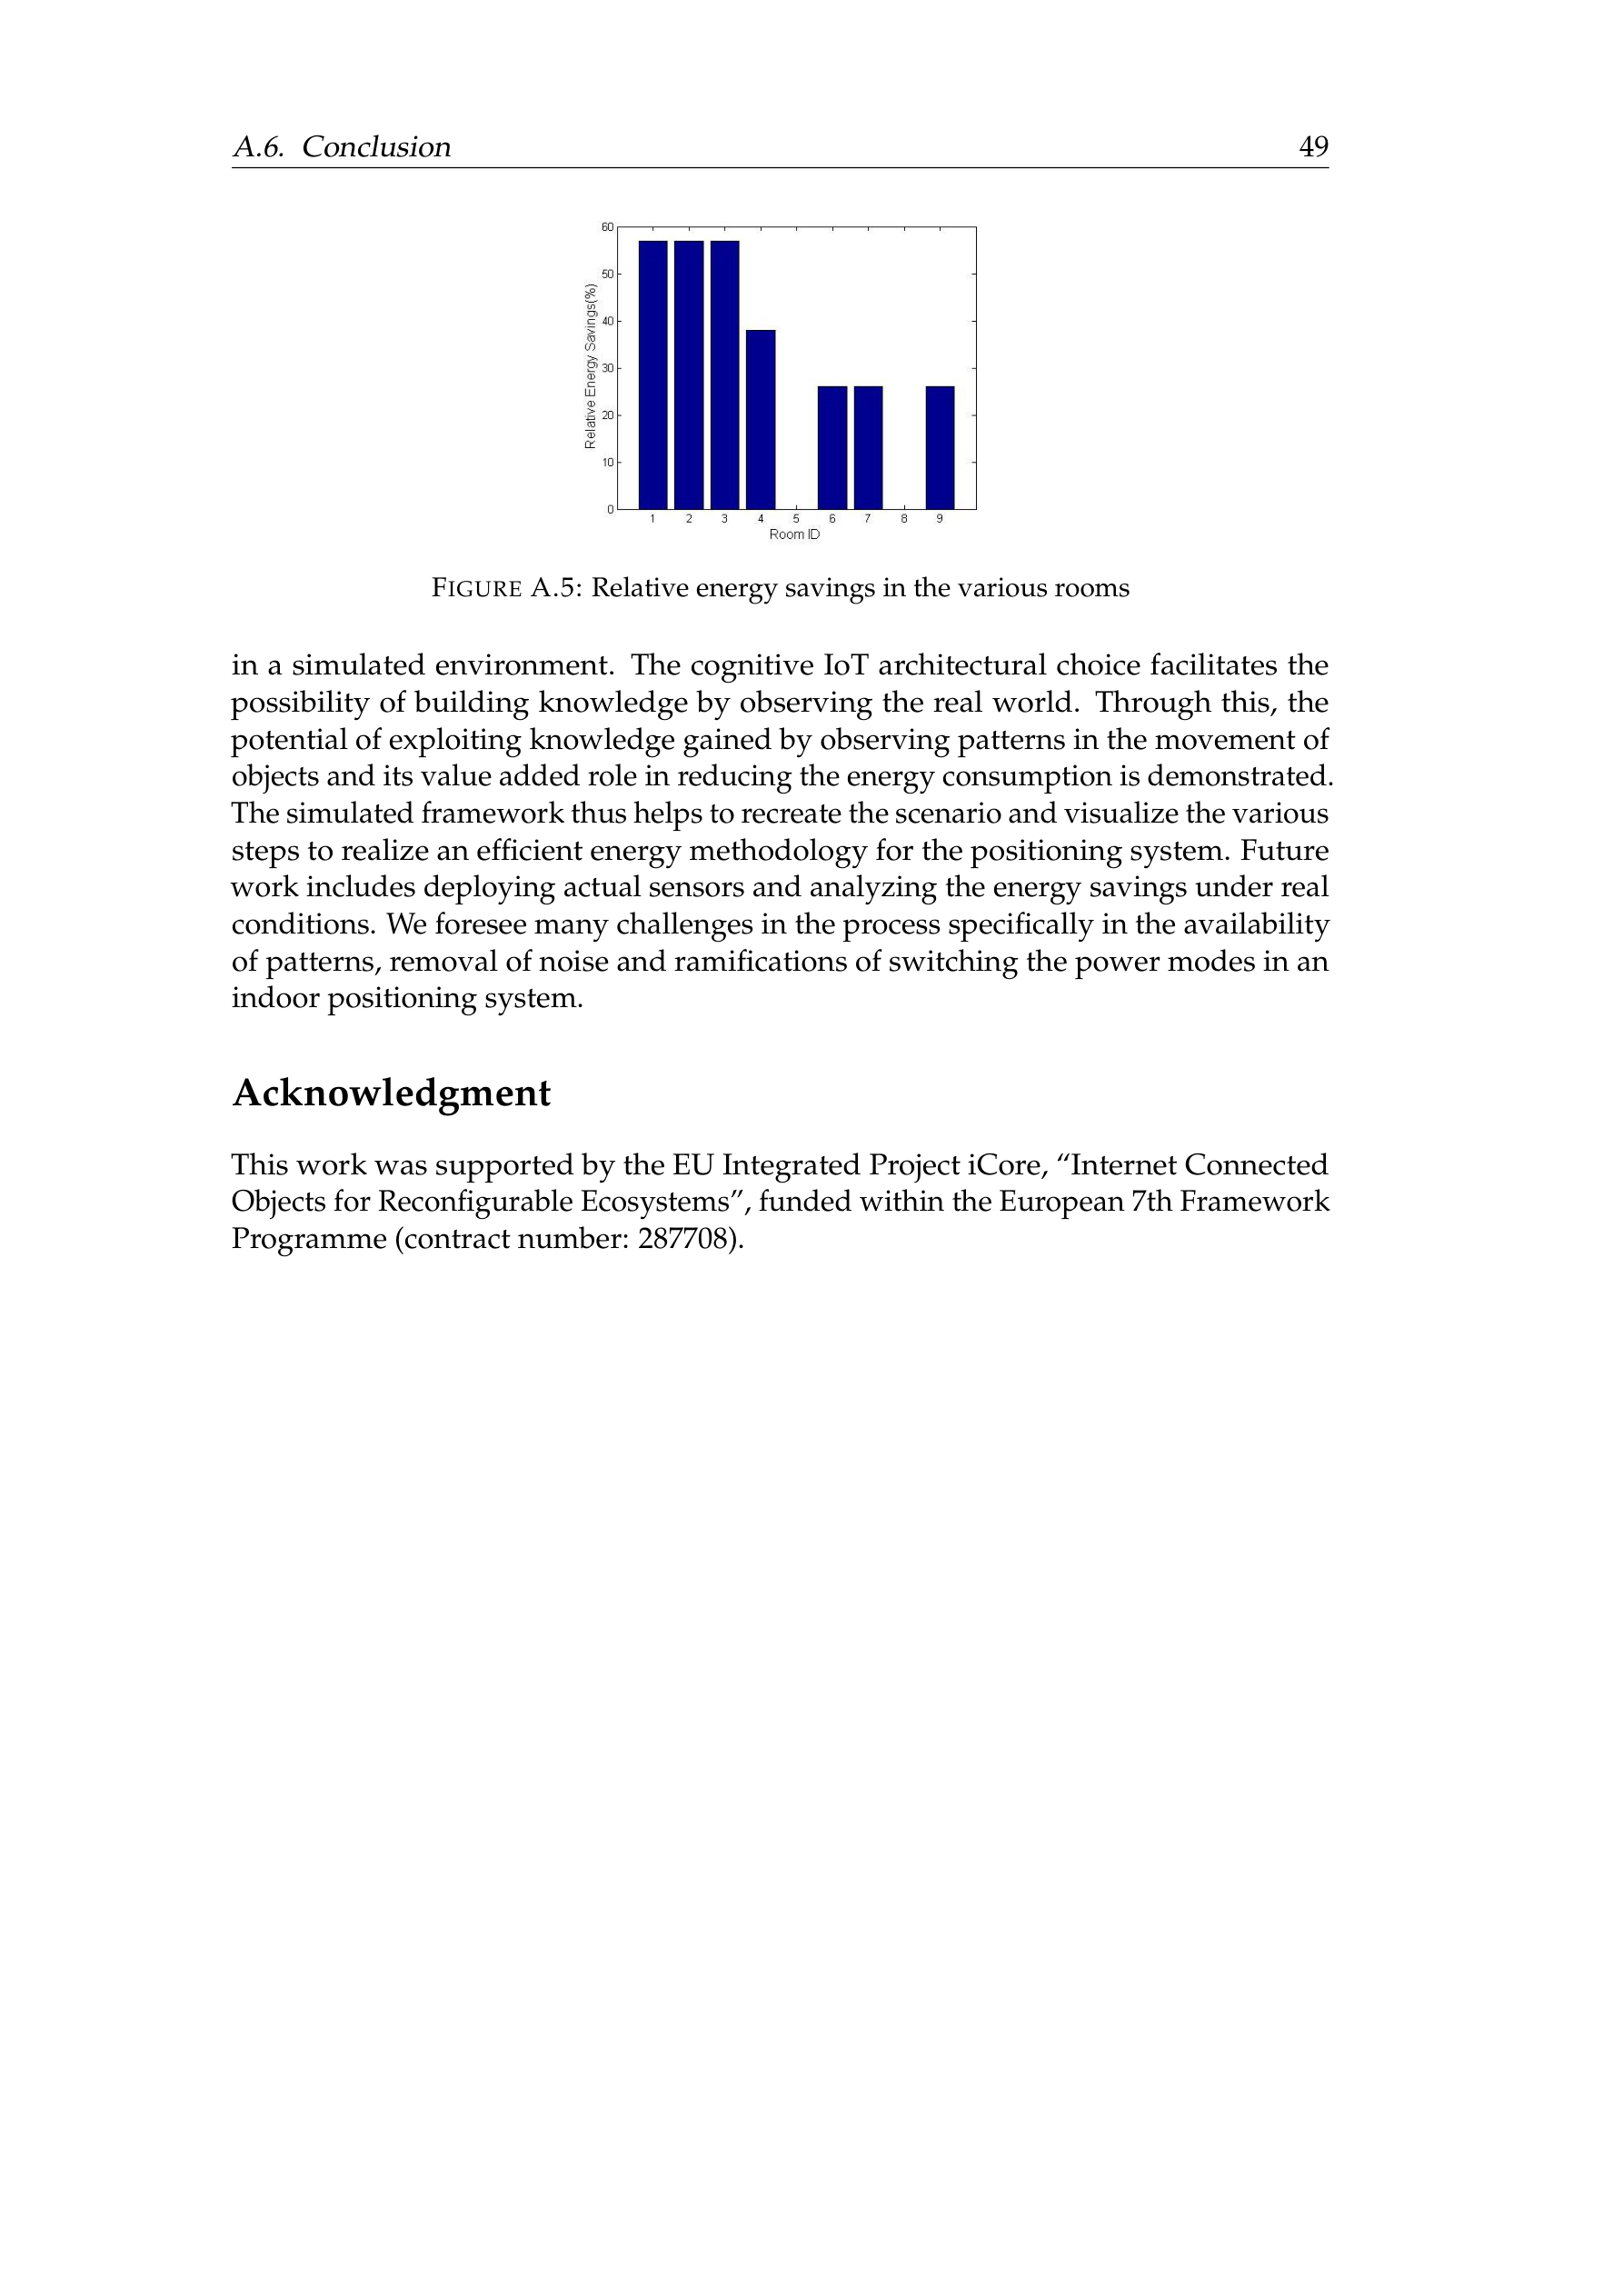 A.6. Conclusion 49
60
50
40
30
20
10
0
Relative Energy Savings(%)
1 2 3 4 5 6 7 8 9
Room ID
FIGURE A.5: Relative energy savings in the various rooms
in a simulated environment. The cognitive IoT architectural choice facilitates the
possibility of building knowledge by observing the real world. Through this, the
potential of exploiting knowledge gained by observing patterns in the movement of
objects and its value added role in reducing the energy consumption is demonstrated.
The simulated framework thus helps to recreate the scenario and visualize the various
steps to realize an efficient energy methodology for the positioning system. Future
work includes deploying actual sensors and analyzing the energy savings under real
conditions. We foresee many challenges in the process specifically in the availability
of patterns, removal of noise and ramifications of switching the power modes in an
indoor positioning system.
Acknowledgment
This work was supported by the EU Integrated Project iCore, “Internet Connected
Objects for Reconfigurable Ecosystems”, funded within the European 7th Framework
Programme (contract number: 287708).